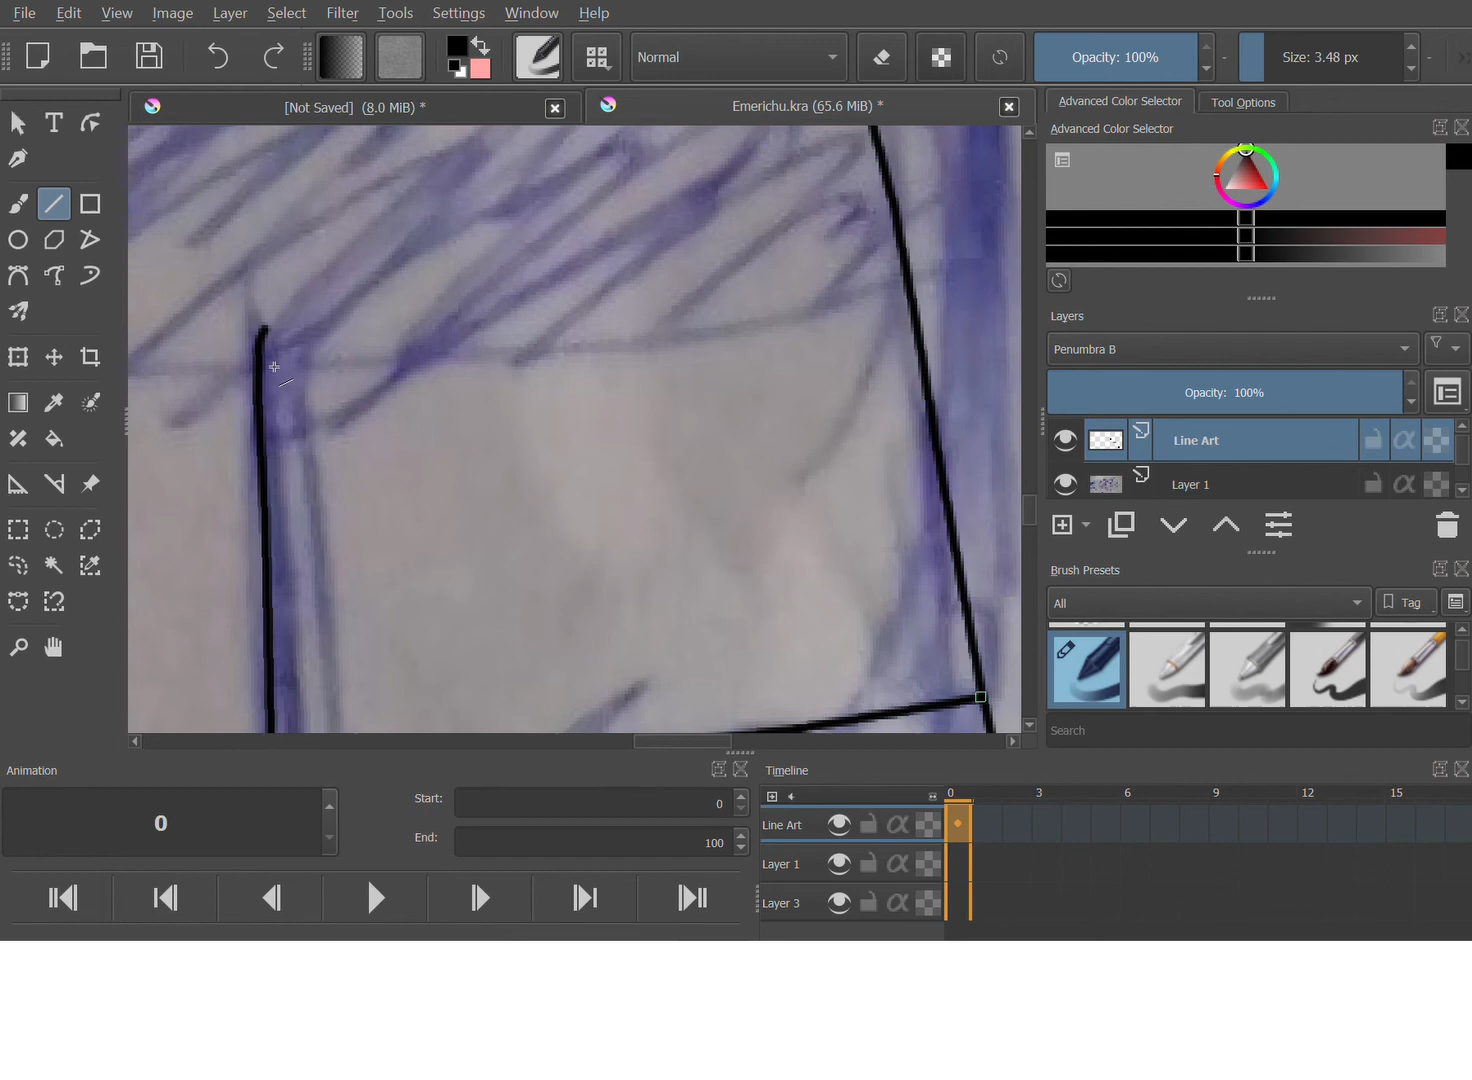 File Edit View Image Layer Select Filter Tools Settings Window Help
Normal Opacity: 100% Size: 3.48 px
[Not Saved] (8.0 MiB) * Emerichu.kra (65.6 MiB) * Advanced Color Selector Tool Options
Advanced Color Selector
Layers
Penumbra B
Opacity: 100%
Line Art
Layer 1
Brush Presets
All Tag
Search
Animation Timeline
Start: 0
0
End: 100
0 3 6 9 12 15
Line Art
Layer 1
Layer 3